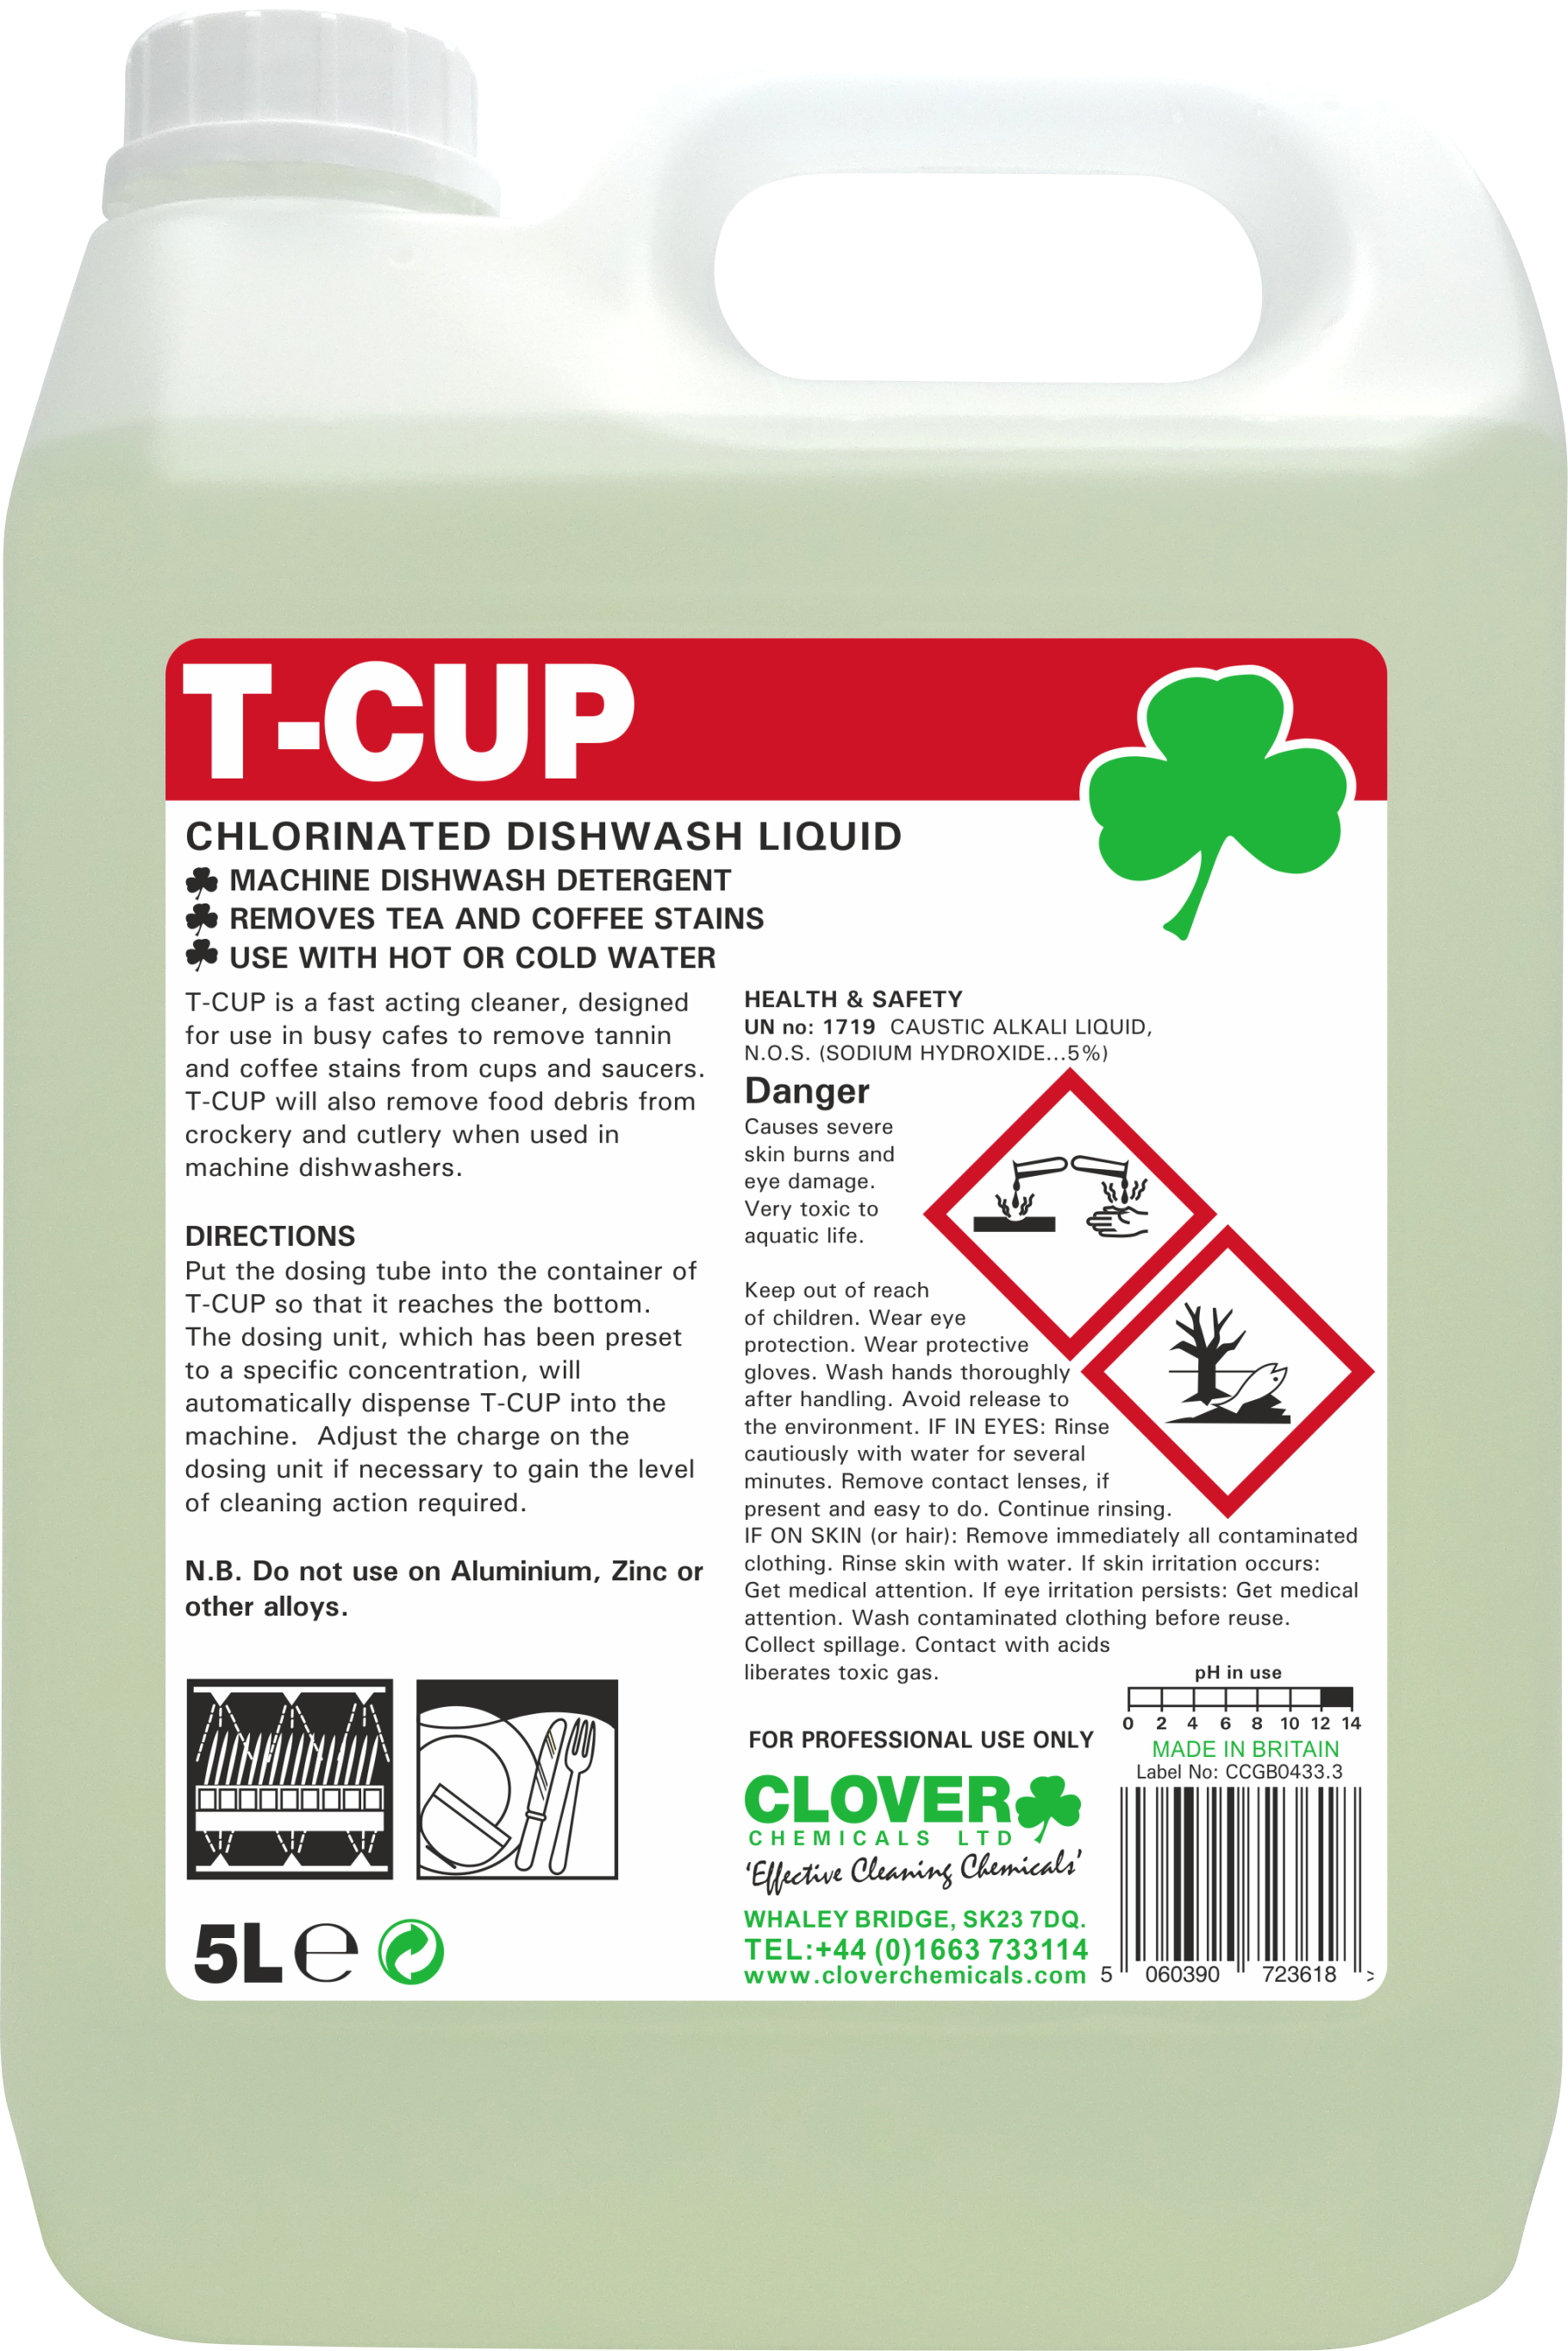 T-CUP
CHLORINATED DISHWASH LIQUID
MACHINE DISHWASH DETERGENT
REMOVES TEA AND COFFEE STAINS
USE WITH HOT OR COLD WATER
T-CUP is a fast acting cleaner, designed
for use in busy cafes to remove tannin
and coffee stains from cups and saucers.
T-CUP will also remove food debris from
crockery and cutlery when used in
machine dishwashers.
DIRECTIONS
Put the dosing tube into the container of
T-CUP so that it reaches the bottom.
The dosing unit, which has been preset
to a specific concentration, will
automatically dispense T-CUP into the
machine.  Adjust the charge on the
dosing unit if necessary to gain the level
of cleaning action required.
N.B. Do not use on Aluminium, Zinc or
other alloys.
5L e
HEALTH & SAFETY
UN no: 1719  CAUSTIC ALKALI LIQUID,
N.O.S. (SODIUM HYDROXIDE...5%)
Danger
Causes severe
skin burns and
eye damage.
Very toxic to
aquatic life.
Keep out of reach
of children. Wear eye
protection. Wear protective
gloves. Wash hands thoroughly
after handling. Avoid release to
the environment. IF IN EYES: Rinse
cautiously with water for several
minutes. Remove contact lenses, if
present and easy to do. Continue rinsing.
IF ON SKIN (or hair): Remove immediately all contaminated
clothing. Rinse skin with water. If skin irritation occurs:
Get medical attention. If eye irritation persists: Get medical
attention. Wash contaminated clothing before reuse.
Collect spillage. Contact with acids
liberates toxic gas.
pH in use
0 2 4 6 8 10 12 14
MADE IN BRITAIN
Label No: CCGB0433.3
FOR PROFESSIONAL USE ONLY
CLOVER
CHEMICALS LTD
'Effective Cleaning Chemicals'
WHALEY BRIDGE, SK23 7DQ.
TEL:+44 (0)1663 733114
www.cloverchemicals.com
5 060390 723618 >